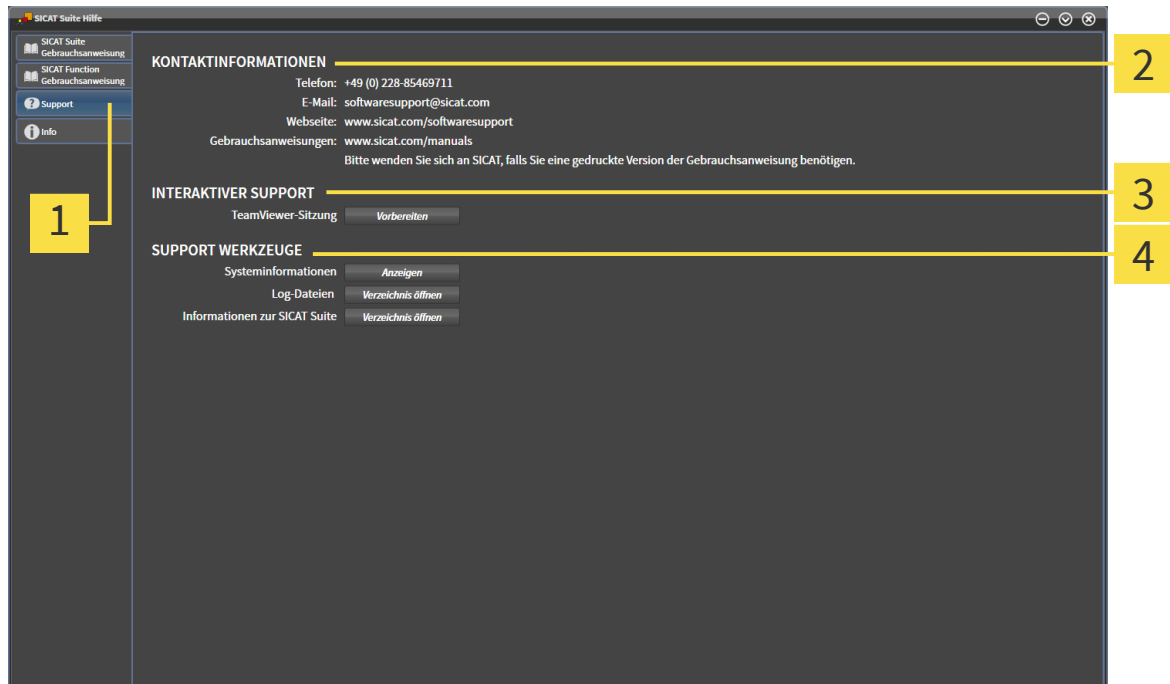 SICAT Suite Hilfe
SICAT Suite
Gebrauchsanweisung
SICAT Function
Gebrauchsanweisung
Support
Info
1
KONTAKTINFORMATIONEN
2
Telefon: +49 (0) 228-85469711
E-Mail: softwaresupport@sicat.com
Webseite: www.sicat.com/softwaresupport
Gebrauchsanweisungen: www.sicat.com/manuals
Bitte wenden Sie sich an SICAT, falls Sie eine gedruckte Version der Gebrauchsanweisung benötigen.
INTERAKTIVER SUPPORT
3
TeamViewer-Sitzung Vorbereiten
SUPPORT WERKZEUGE
4
Systeminformationen Anzeigen
Log-Dateien Verzeichnis öffnen
Informationen zur SICAT Suite Verzeichnis öffnen